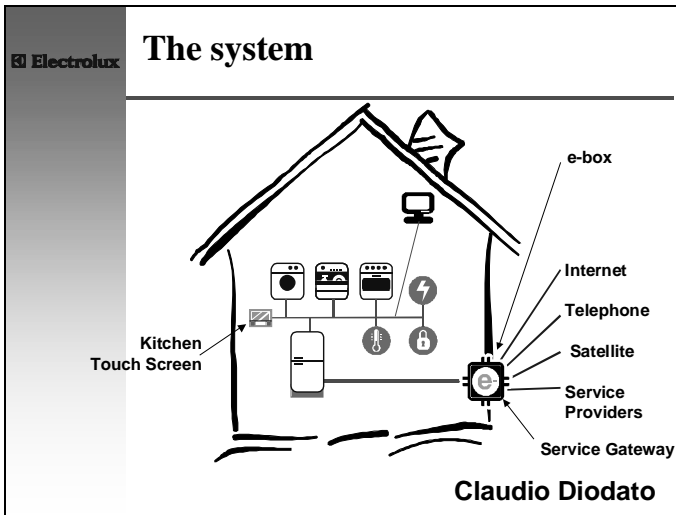 Electrolux
The system
e-box
Internet
Telephone
Satellite
Service
Providers
Service Gateway
Kitchen
Touch Screen
e-
Claudio Diodato